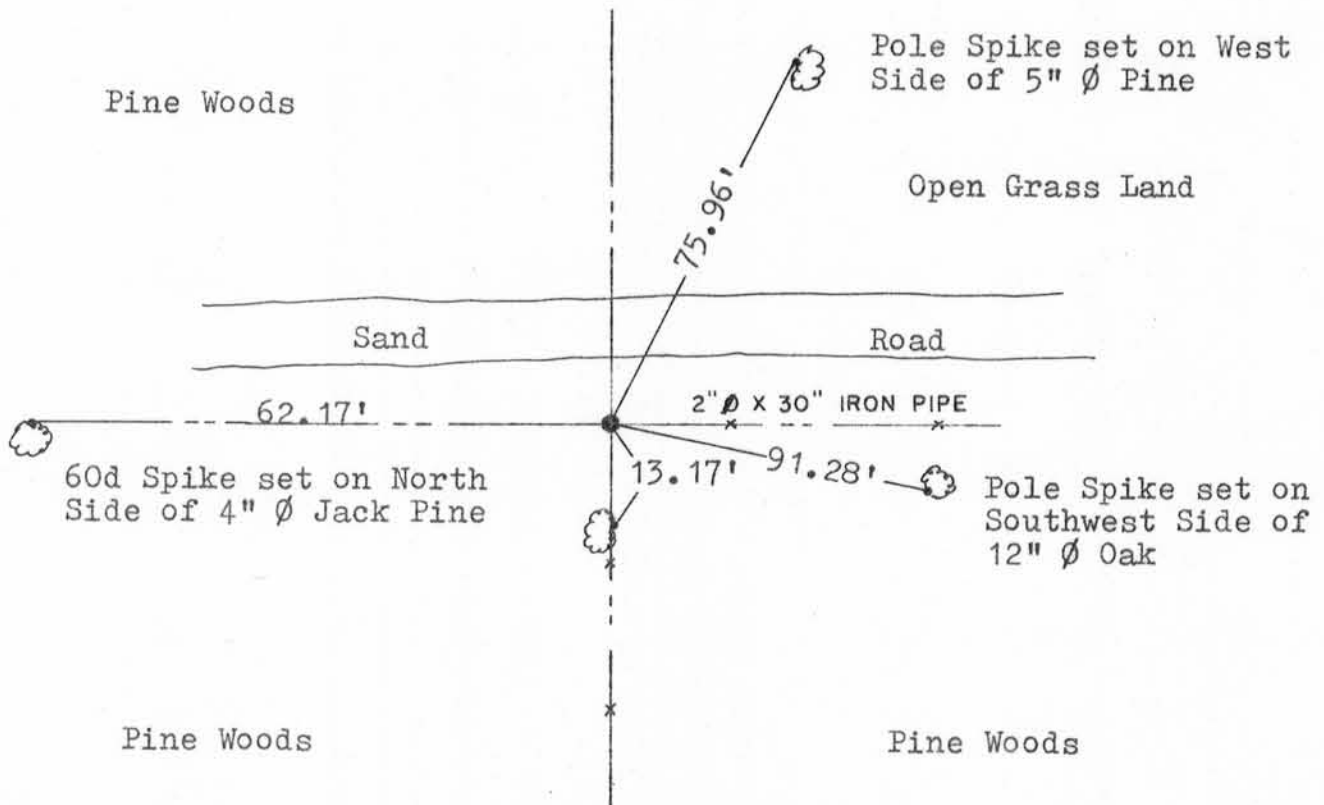 Pole Spike set on West
Side of 5" Ø Pine
Pine Woods
Open Grass Land
75.96'
Sand
Road
62.17'
2" Ø X 30" IRON PIPE
13.17'
91.28'
60d Spike set on North
Side of 4" Ø Jack Pine
Pole Spike set on
Southwest Side of
12" Ø Oak
Pine Woods
Pine Woods